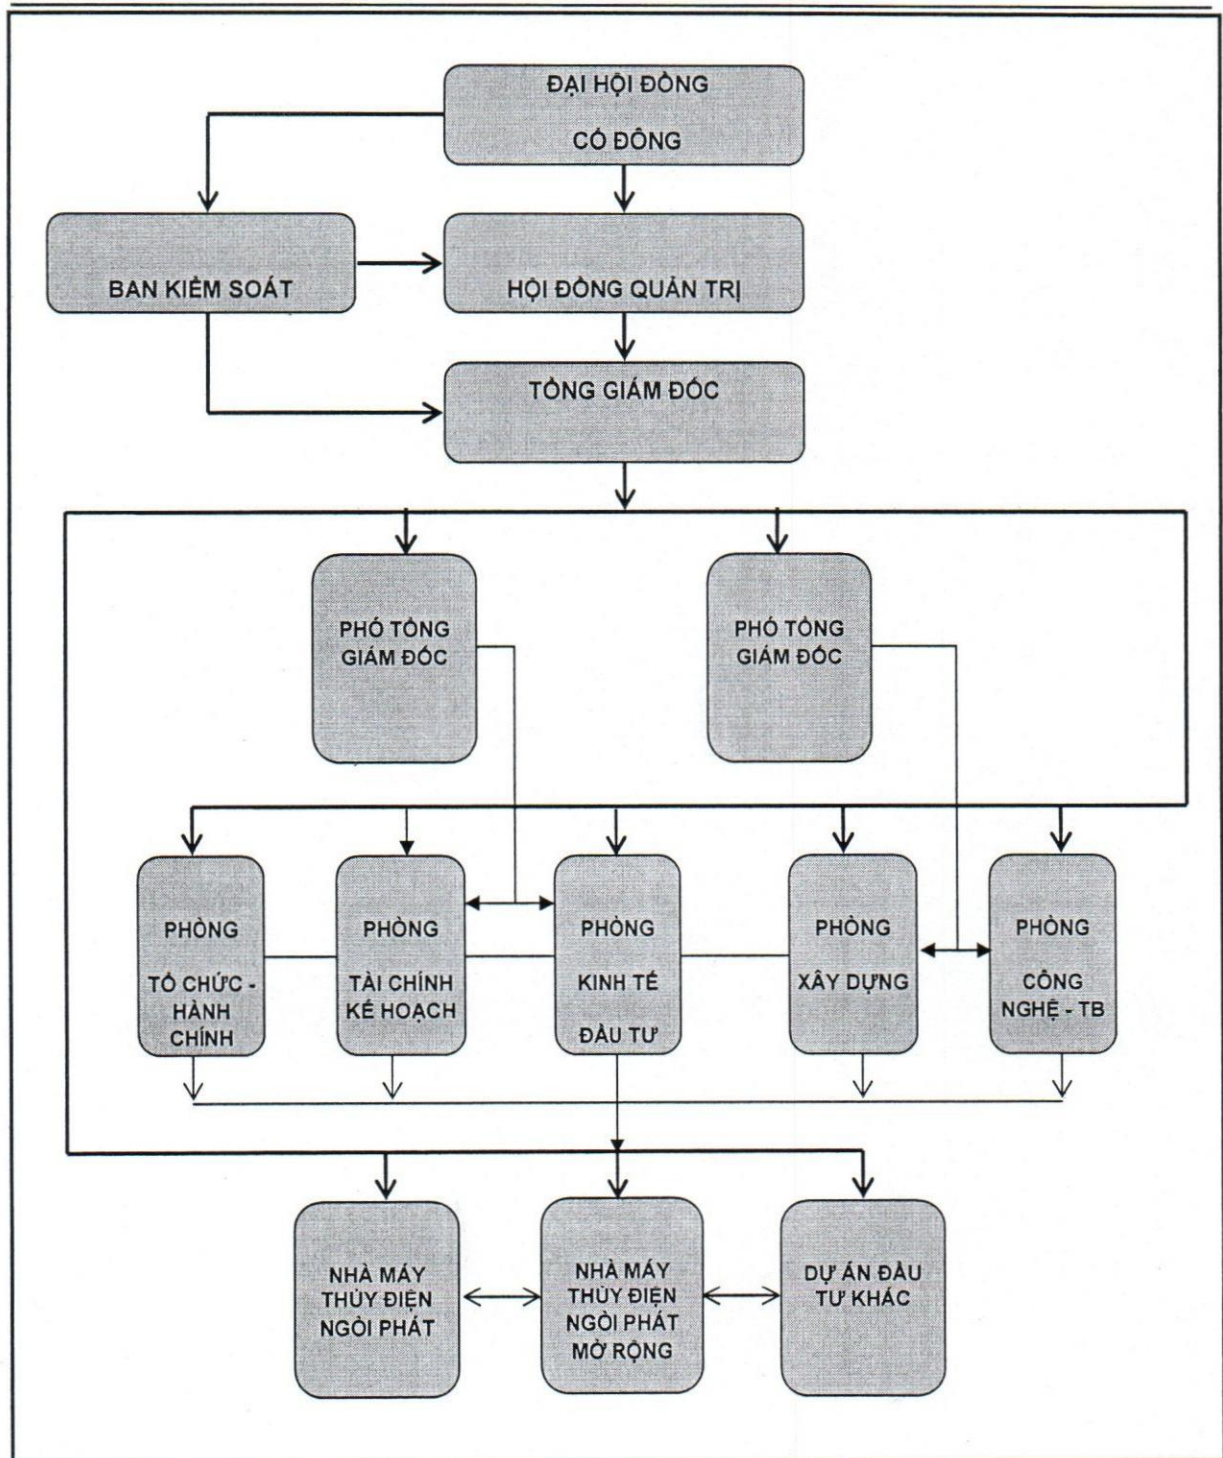 ĐẠI HỘI ĐỒNG
CỔ ĐÔNG
BAN KIỂM SOÁT
HỘI ĐỒNG QUẢN TRỊ
TỔNG GIÁM ĐỐC
PHÓ TỔNG
GIÁM ĐỐC
PHÓ TỔNG
GIÁM ĐỐC
PHÒNG
TỔ CHỨC -
HÀNH
CHÍNH
PHÒNG
TÀI CHÍNH
KẾ HOẠCH
PHÒNG
KINH TẾ
ĐẦU TƯ
PHÒNG
XÂY DỰNG
PHÒNG
CÔNG
NGHỆ - TB
NHÀ MÁY
THỦY ĐIỆN
NGÒI PHÁT
NHÀ MÁY
THỦY ĐIỆN
NGÒI PHÁT
MỞ RỘNG
DỰ ÁN ĐẦU
TƯ KHÁC